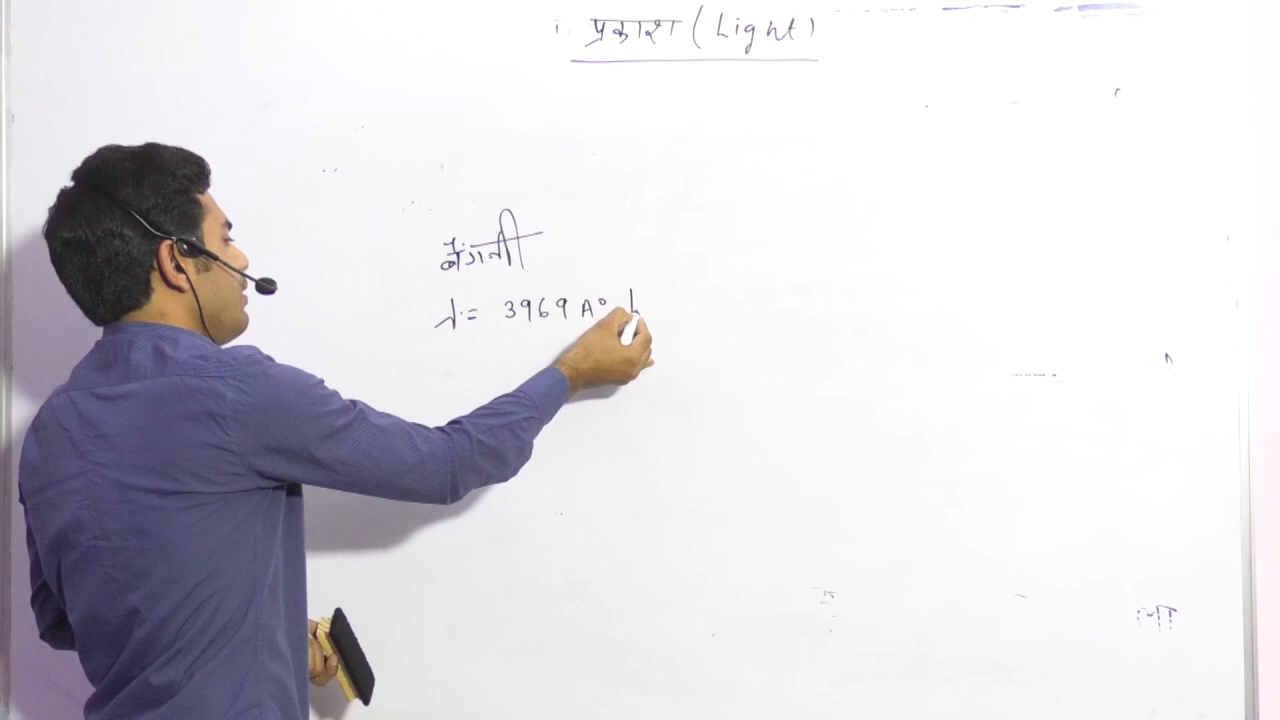 प्रकाश (Light)
बैंगनी
λ = 3969 A°